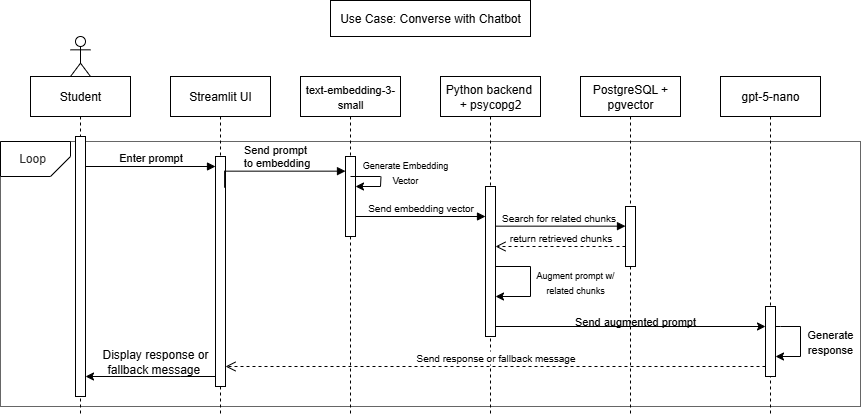 Use Case: Converse with Chatbot
Student
Streamlit UI
text-embedding-3-
small
Python backend
+ psycopg2
PostgreSQL +
pgvector
gpt-5-nano
Loop
Enter prompt
Send prompt
to embedding
Generate Embedding
Vector
Send embedding vector
Search for related chunks
return retrieved chunks
Augment prompt w/
related chunks
Send augmented prompt
Generate
response
Send response or fallback message
Display response or
fallback message